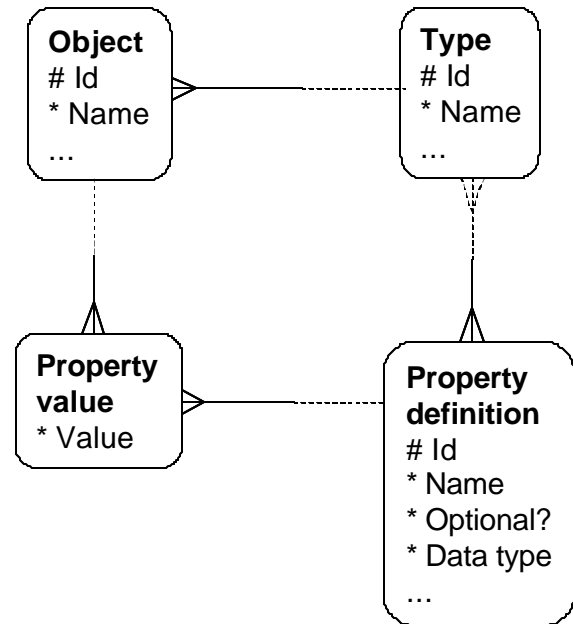 Object
# Id
* Name
...
Type
# Id
* Name
...
Property
value
* Value
Property
definition
# Id
* Name
* Optional?
* Data type
...